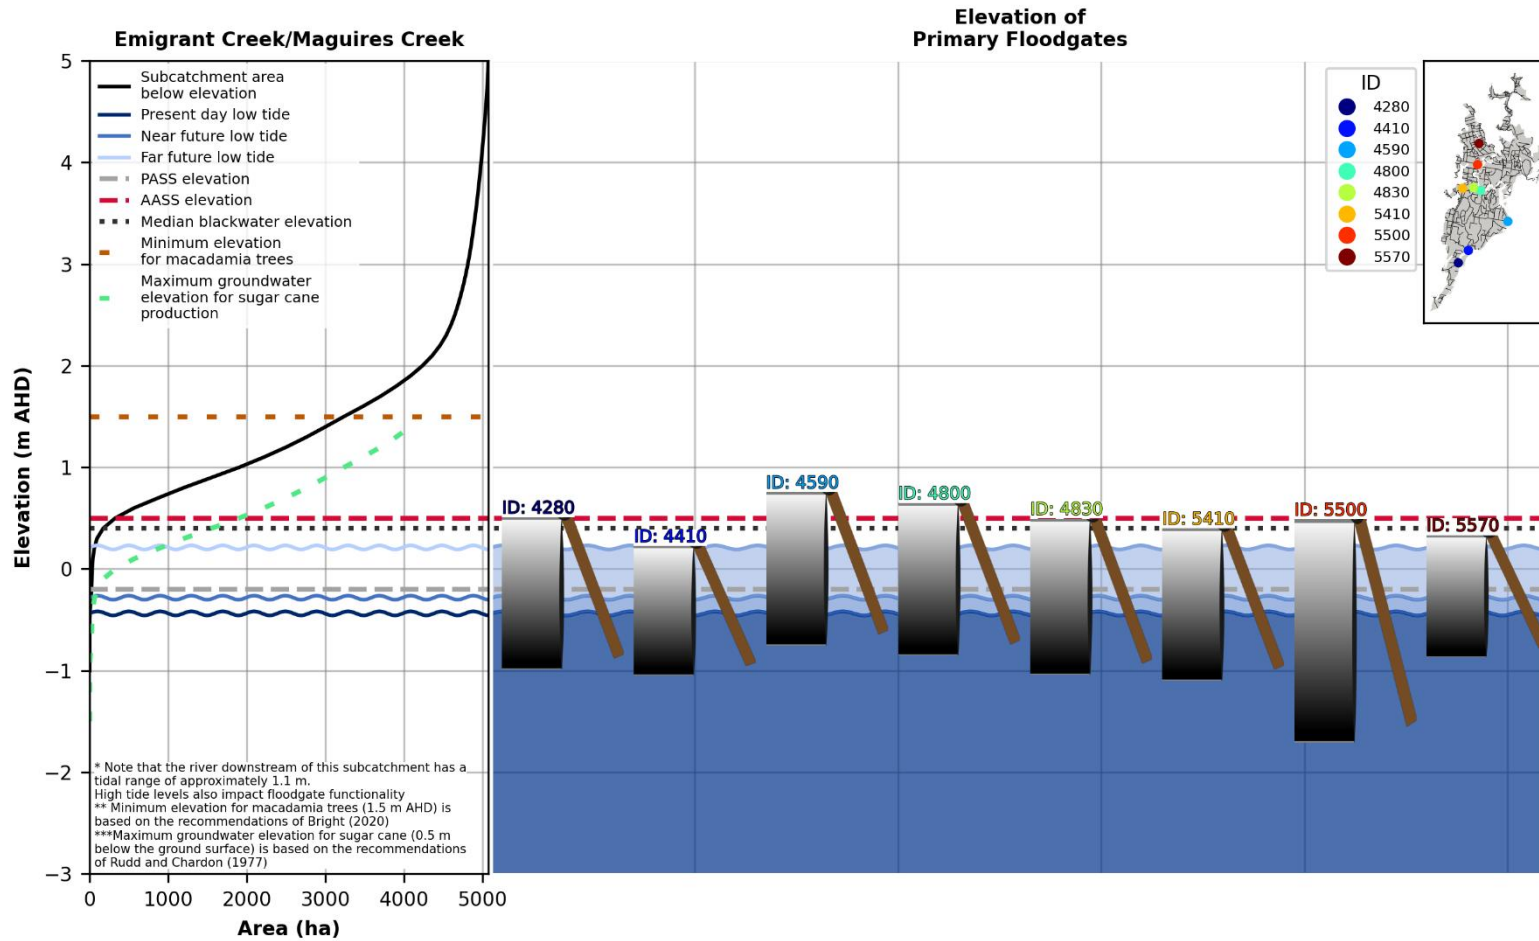 Emigrant Creek/Maguires Creek
Elevation of
Primary Floodgates
Elevation (m AHD)
5
4
3
2
1
0
−1
−2
−3
Subcatchment area
below elevation
Present day low tide
Near future low tide
Far future low tide
PASS elevation
AASS elevation
Median blackwater elevation
Minimum elevation
for macadamia trees
Maximum groundwater
elevation for sugar cane
production
* Note that the river downstream of this subcatchment has a
tidal range of approximately 1.1 m.
High tide levels also impact floodgate functionality
** Minimum elevation for macadamia trees (1.5 m AHD) is
based on the recommendations of Bright (2020)
***Maximum groundwater elevation for sugar cane (0.5 m
below the ground surface) is based on the recommendations
of Rudd and Chardon (1977)
0 1000 2000 3000 4000 5000
Area (ha)
ID: 4280
ID: 4410
ID: 4590
ID: 4800
ID: 4830
ID: 5410
ID: 5500
ID: 5570
ID
4280
4410
4590
4800
4830
5410
5500
5570